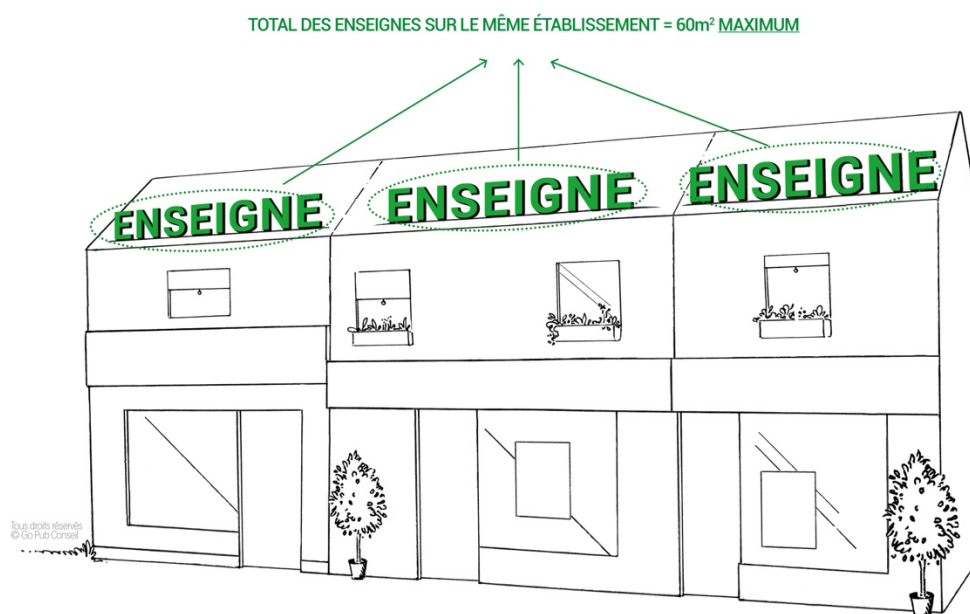 TOTAL DES ENSEIGNES SUR LE MÊME ÉTABLISSEMENT = 60m² MAXIMUM
ENSEIGNE
ENSEIGNE
ENSEIGNE
Tous droits réservés
© Go Pub Conseil